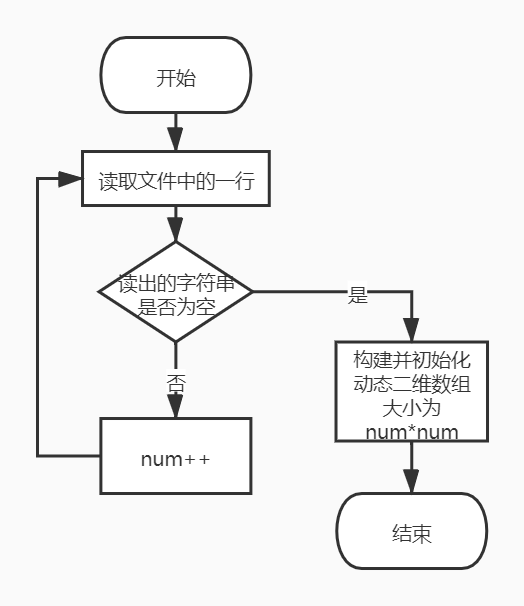 开始
读取文件中的一行
读出的字符串
是否为空
是
否
构建并初始化
动态二维数组
大小为
num*num
num++
结束